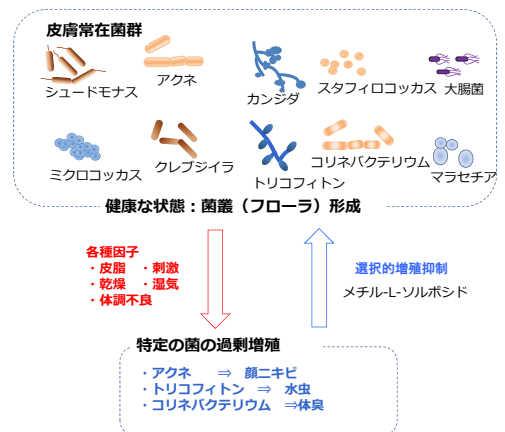 皮膚常在菌群
シュードモナス
アクネ
カンジダ
スタフィロコッカス
大腸菌
ミクロコッカス
クレブジイラ
トリコフィトン
コリネバクテリウム
マラセチア
健康な状態：菌叢（フローラ）形成
各種因子
・皮脂　・刺激
・乾燥　・湿気
・体調不良
選択的増殖抑制
メチル-L-ソルボシド
特定の菌の過剰増殖
・アクネ　　⇒　顔ニキビ
・トリコフィトン　⇒　水虫
・コリネバクテリウム　⇒体臭